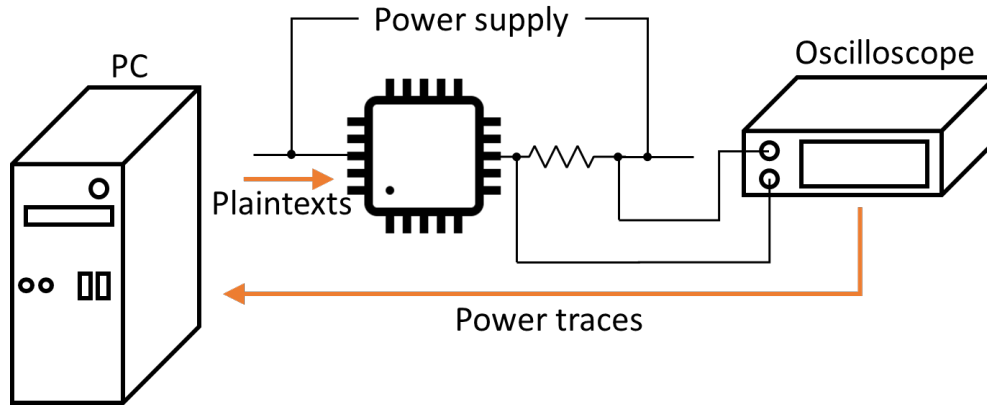 Power supply
PC
Oscilloscope
Plaintexts
Power traces